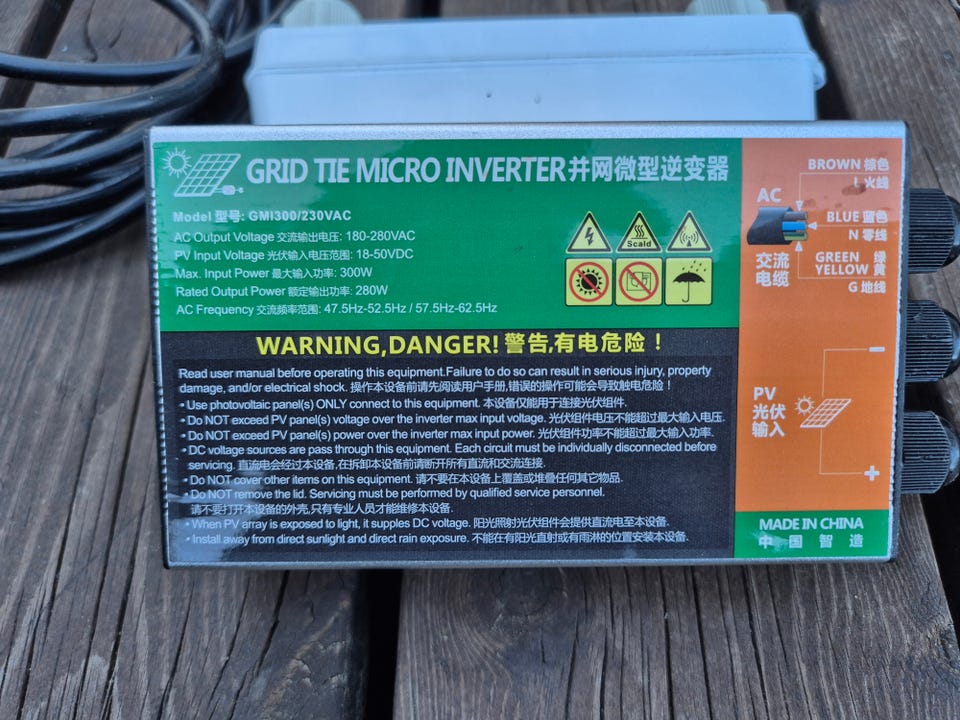 GRID TIE MICRO INVERTER 并网微型逆变器
Model 型号: GMI300/230VAC
AC Output Voltage 交流输出电压: 180-280VAC
PV Input Voltage 光伏输入电压范围: 18-50VDC
Max. Input Power 最大输入功率: 300W
Rated Output Power 额定输出功率: 280W
AC Frequency 交流频率范围: 47.5Hz-52.5Hz / 57.5Hz-62.5Hz
Scald
WARNING,DANGER! 警告,有电危险！
Read user manual before operating this equipment.Failure to do so can result in serious injury, property
damage, and/or electrical shock. 操作本设备前请先阅读用户手册,错误的操作可能会导致触电危险！
• Use photovoltaic panel(s) ONLY connect to this equipment. 本设备仅能用于连接光伏组件.
• Do NOT exceed PV panel(s) voltage over the inverter max input voltage. 光伏组件电压不能超过最大输入电压.
• Do NOT exceed PV panel(s) power over the inverter max input power. 光伏组件功率不能超过最大输入功率.
• DC voltage sources are pass through this equipment. Each circuit must be individually disconnected before
servicing. 直流电会经过本设备,在拆卸本设备前请断开所有直流和交流连接.
• Do NOT cover other items on this equipment. 请不要在本设备上覆盖或堆叠任何其它物品.
• Do NOT remove the lid. Servicing must be performed by qualified service personnel.
请不要打开本设备的外壳,只有专业人员才能维修本设备.
• When PV array is exposed to light, it supples DC voltage. 阳光照射光伏组件会提供直流电至本设备.
• Install away from direct sunlight and direct rain exposure. 不能在有阳光直射或有雨淋的位置安装本设备.
BROWN 棕色
L 火线
AC
BLUE 蓝色
N 零线
交流
电缆
GREEN 绿
YELLOW 黄
G 地线
PV
光伏
输入
−
+
MADE IN CHINA
中 国 智 造